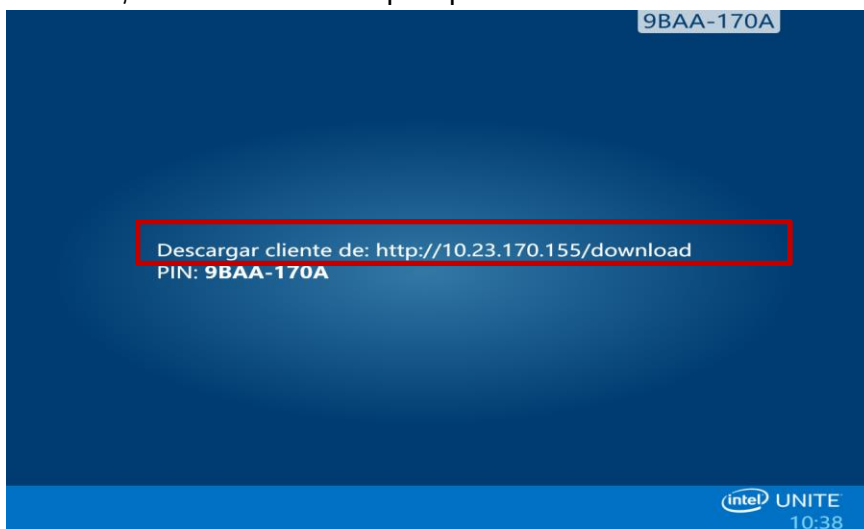 9BAA-170A
Descargar cliente de: http://10.23.170.155/download
PIN: 9BAA-170A
intel UNITE
10:38